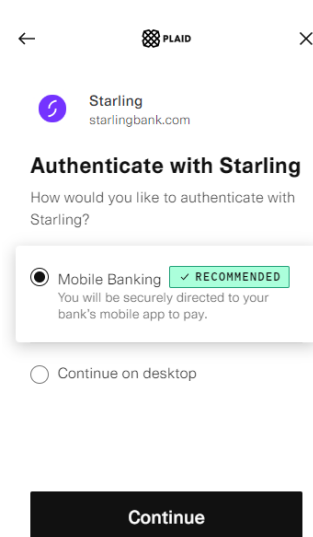 PLAID
Starling
starlingbank.com
Authenticate with Starling
How would you like to authenticate with
Starling?
Mobile Banking ✓ RECOMMENDED
You will be securely directed to your
bank's mobile app to pay.
Continue on desktop
Continue